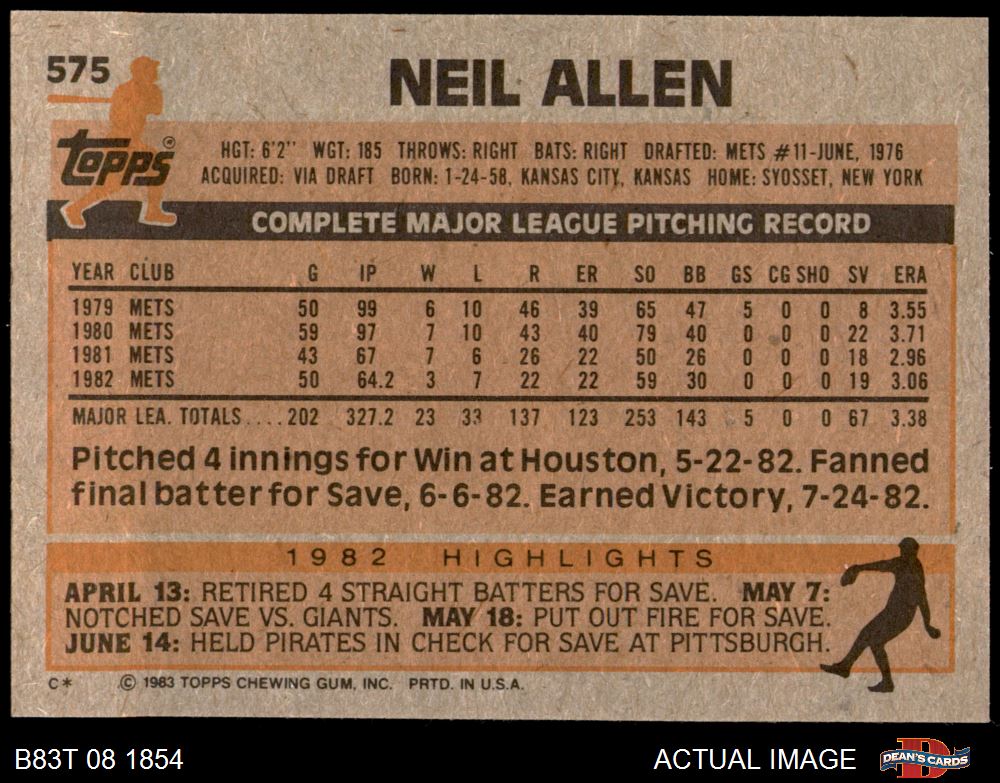 575
NEIL ALLEN
Topps®
HGT: 6'2" WGT: 185 THROWS: RIGHT BATS: RIGHT DRAFTED: METS #11-JUNE, 1976
ACQUIRED: VIA DRAFT BORN: 1-24-58, KANSAS CITY, KANSAS HOME: SYOSSET, NEW YORK
COMPLETE MAJOR LEAGUE PITCHING RECORD
YEAR CLUB G IP W L R ER SO BB GS CG SHO SV ERA
1979 METS 50 99 6 10 46 39 65 47 5 0 0 8 3.55
1980 METS 59 97 7 10 43 40 79 40 0 0 0 22 3.71
1981 METS 43 67 7 6 26 22 50 26 0 0 0 18 2.96
1982 METS 50 64.2 3 7 22 22 59 30 0 0 0 19 3.06
MAJOR LEA. TOTALS.... 202 327.2 23 33 137 123 253 143 5 0 0 67 3.38
Pitched 4 innings for Win at Houston, 5-22-82. Fanned
final batter for Save, 6-6-82. Earned Victory, 7-24-82.
1982 HIGHLIGHTS
APRIL 13: RETIRED 4 STRAIGHT BATTERS FOR SAVE. MAY 7:
NOTCHED SAVE VS. GIANTS. MAY 18: PUT OUT FIRE FOR SAVE.
JUNE 14: HELD PIRATES IN CHECK FOR SAVE AT PITTSBURGH.
C* © 1983 TOPPS CHEWING GUM, INC. PRTD. IN U.S.A.
B83T 08 1854 ACTUAL IMAGE DEAN'S CARDS